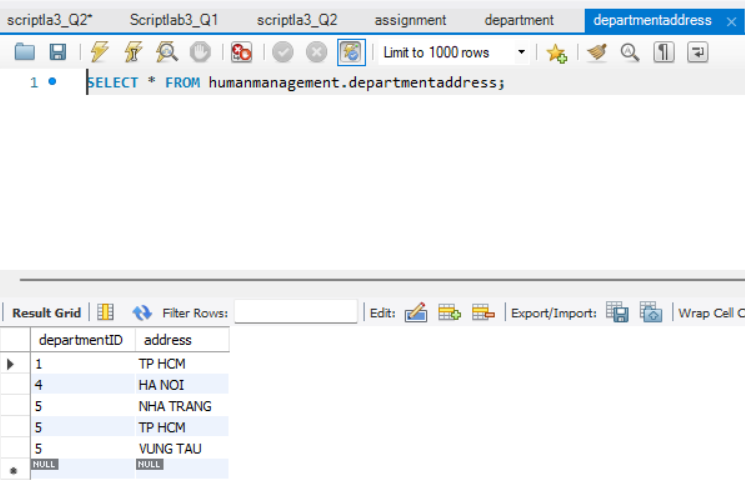 scriptla3_Q2* Scriptlab3_Q1 scriptla3_Q2 assignment department departmentaddress ×
Limit to 1000 rows
1 SELECT * FROM humanmanagement.departmentaddress;
Result Grid Filter Rows: Edit: Export/Import: Wrap Cell C
departmentID address
1 TP HCM
4 HA NOI
5 NHA TRANG
5 TP HCM
5 VUNG TAU
NULL NULL